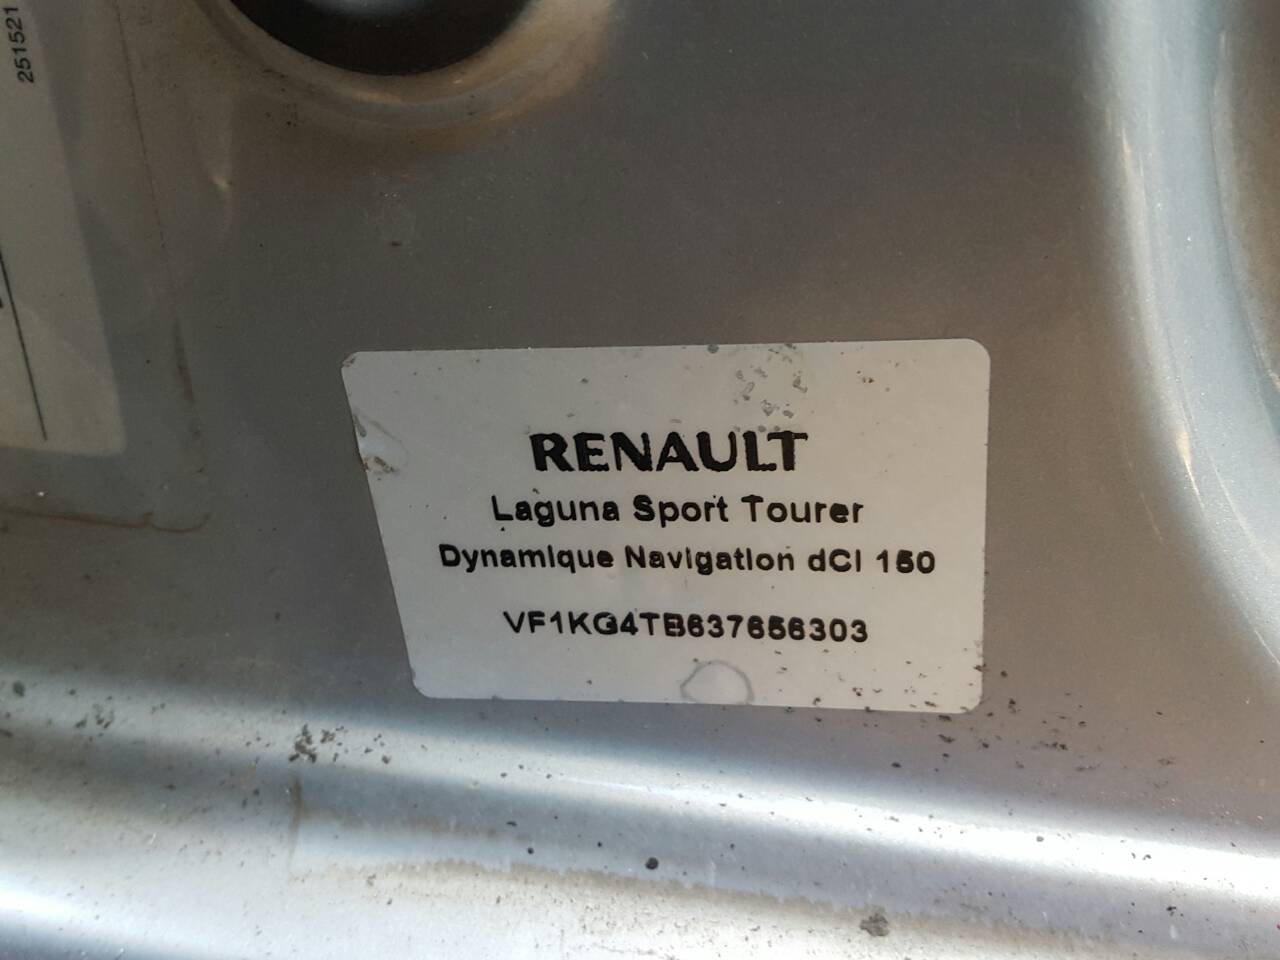 251521
RENAULT
Laguna Sport Tourer
Dynamique Navigation dCi 150
VF1KG4TB637656303